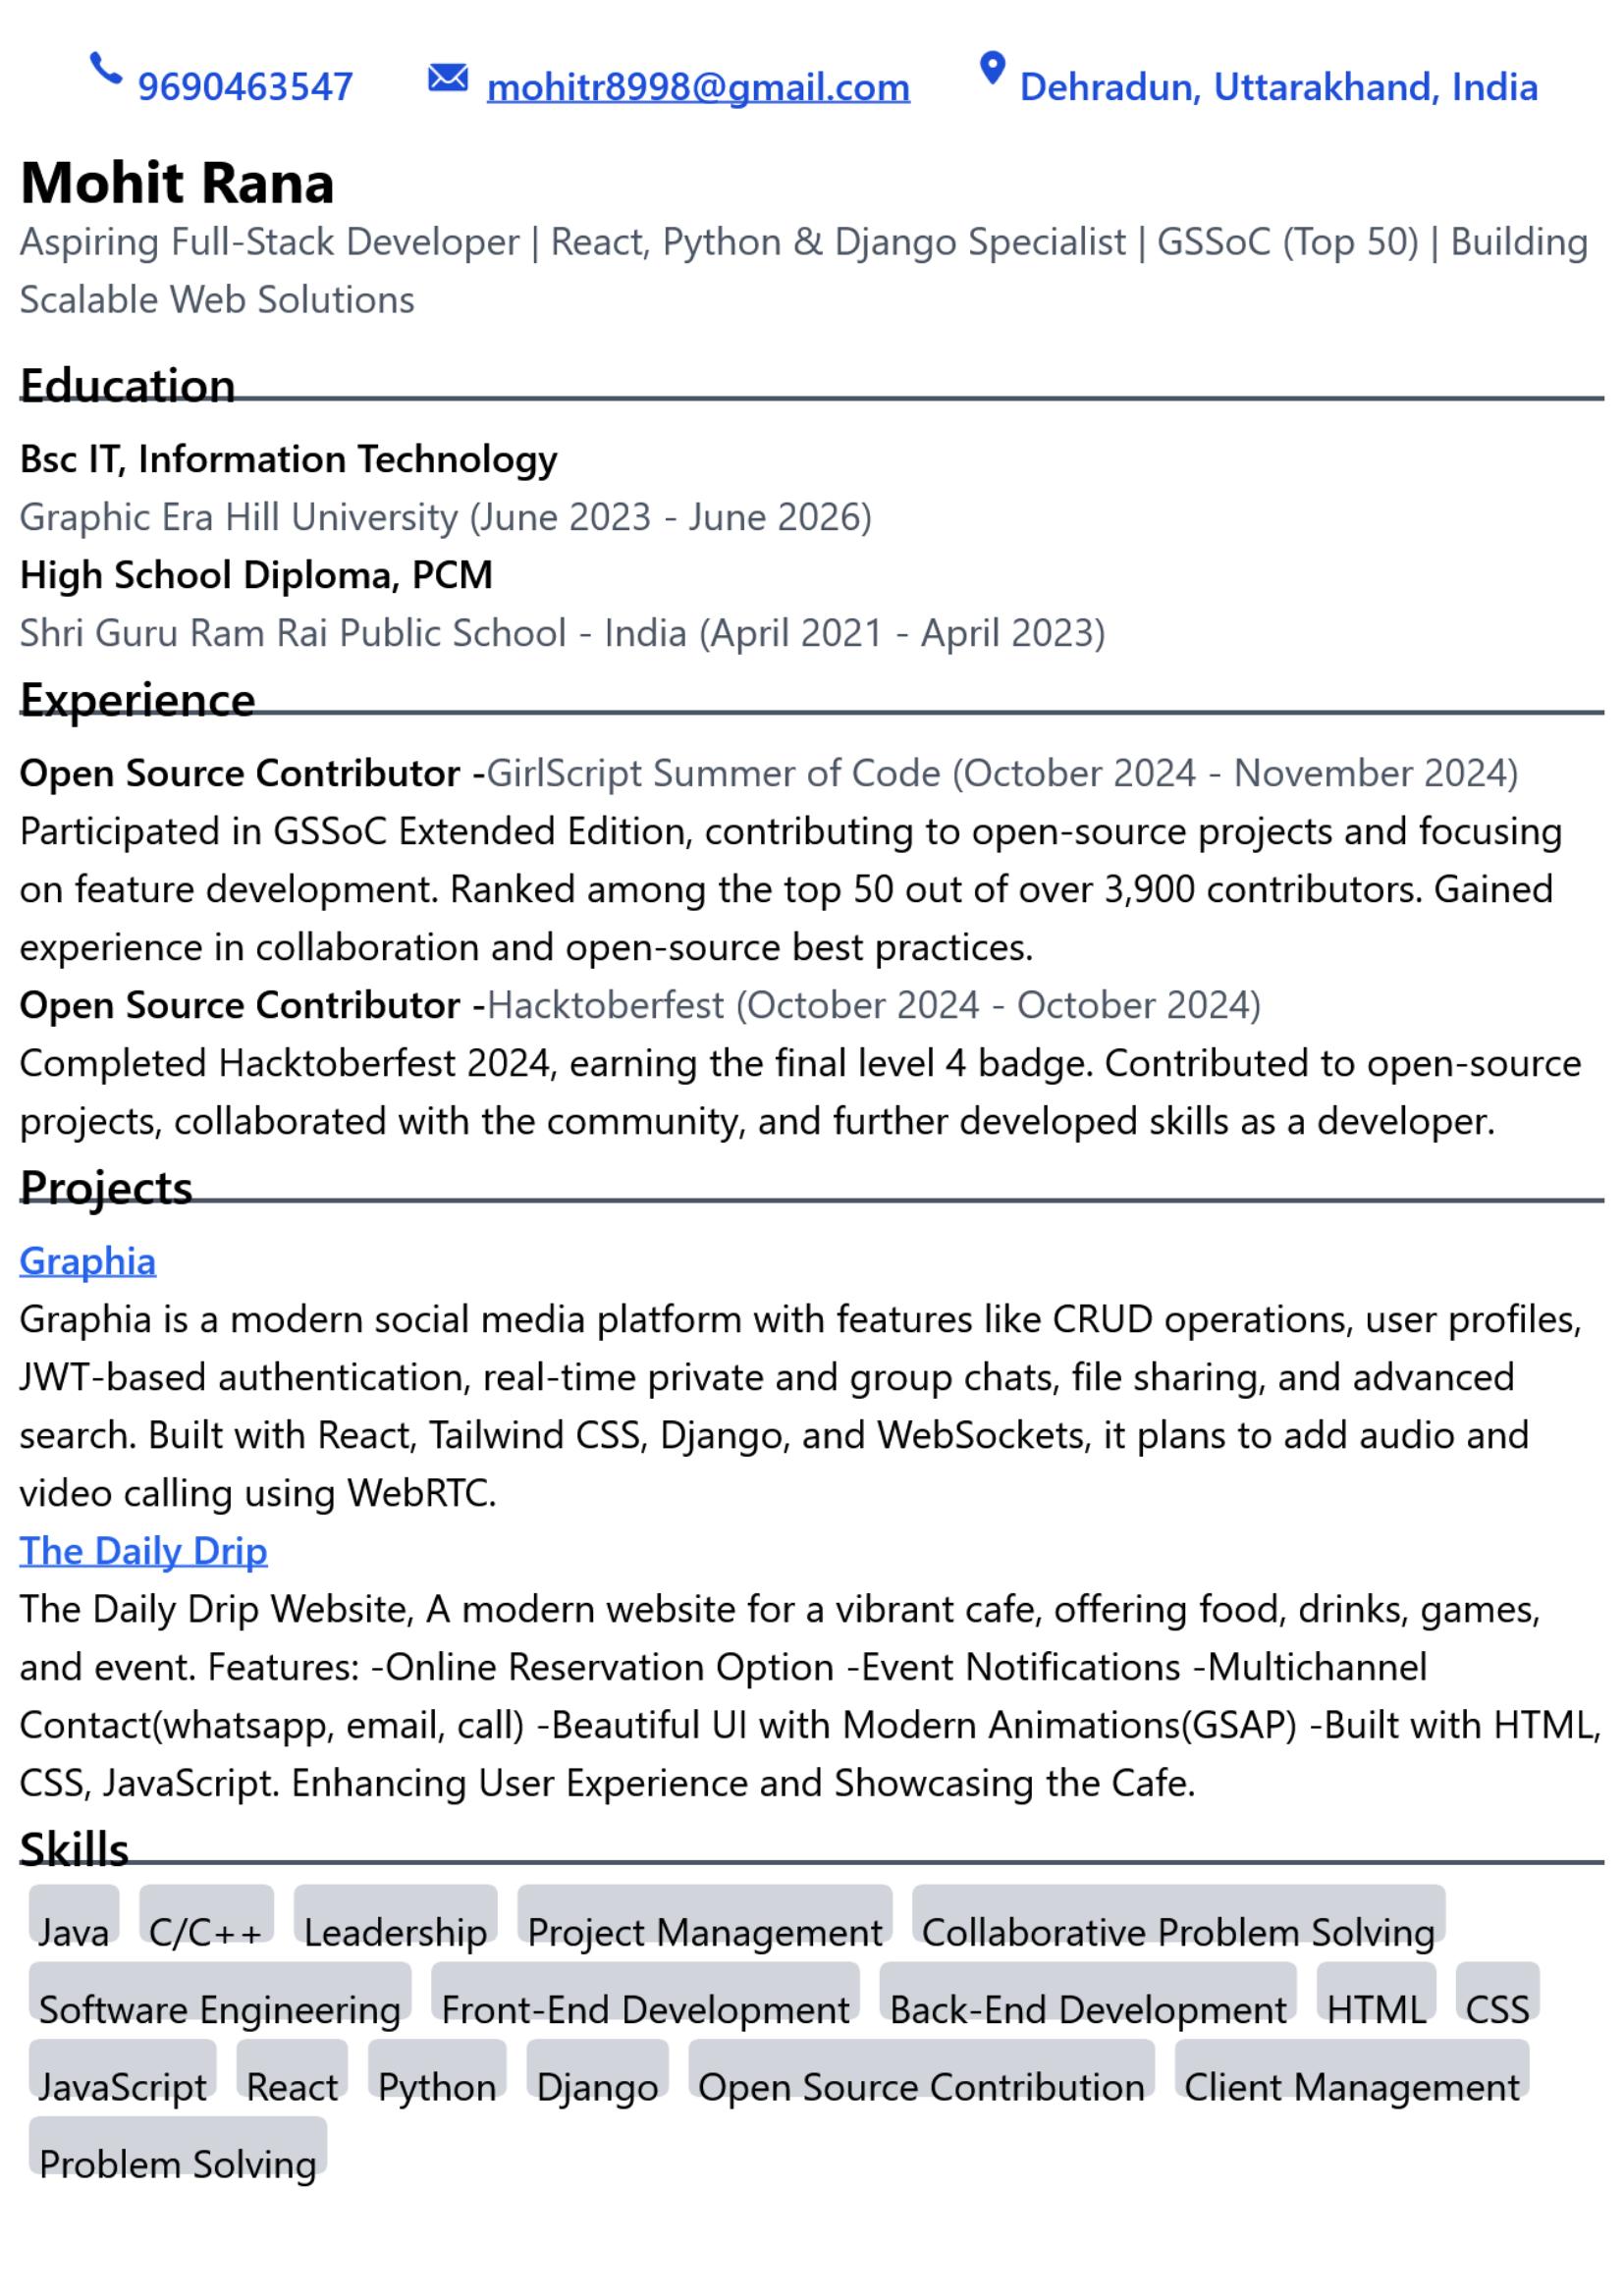 9690463547 mohitr8998@gmail.com Dehradun, Uttarakhand, India
Mohit Rana
Aspiring Full-Stack Developer | React, Python & Django Specialist | GSSoC (Top 50) | Building
Scalable Web Solutions
Education
Bsc IT, Information Technology
Graphic Era Hill University (June 2023 - June 2026)
High School Diploma, PCM
Shri Guru Ram Rai Public School - India (April 2021 - April 2023)
Experience
Open Source Contributor -GirlScript Summer of Code (October 2024 - November 2024)
Participated in GSSoC Extended Edition, contributing to open-source projects and focusing
on feature development. Ranked among the top 50 out of over 3,900 contributors. Gained
experience in collaboration and open-source best practices.
Open Source Contributor -Hacktoberfest (October 2024 - October 2024)
Completed Hacktoberfest 2024, earning the final level 4 badge. Contributed to open-source
projects, collaborated with the community, and further developed skills as a developer.
Projects
Graphia
Graphia is a modern social media platform with features like CRUD operations, user profiles,
JWT-based authentication, real-time private and group chats, file sharing, and advanced
search. Built with React, Tailwind CSS, Django, and WebSockets, it plans to add audio and
video calling using WebRTC.
The Daily Drip
The Daily Drip Website, A modern website for a vibrant cafe, offering food, drinks, games,
and event. Features: -Online Reservation Option -Event Notifications -Multichannel
Contact(whatsapp, email, call) -Beautiful UI with Modern Animations(GSAP) -Built with HTML,
CSS, JavaScript. Enhancing User Experience and Showcasing the Cafe.
Skills
Java C/C++ Leadership Project Management Collaborative Problem Solving
Software Engineering Front-End Development Back-End Development HTML CSS
JavaScript React Python Django Open Source Contribution Client Management
Problem Solving